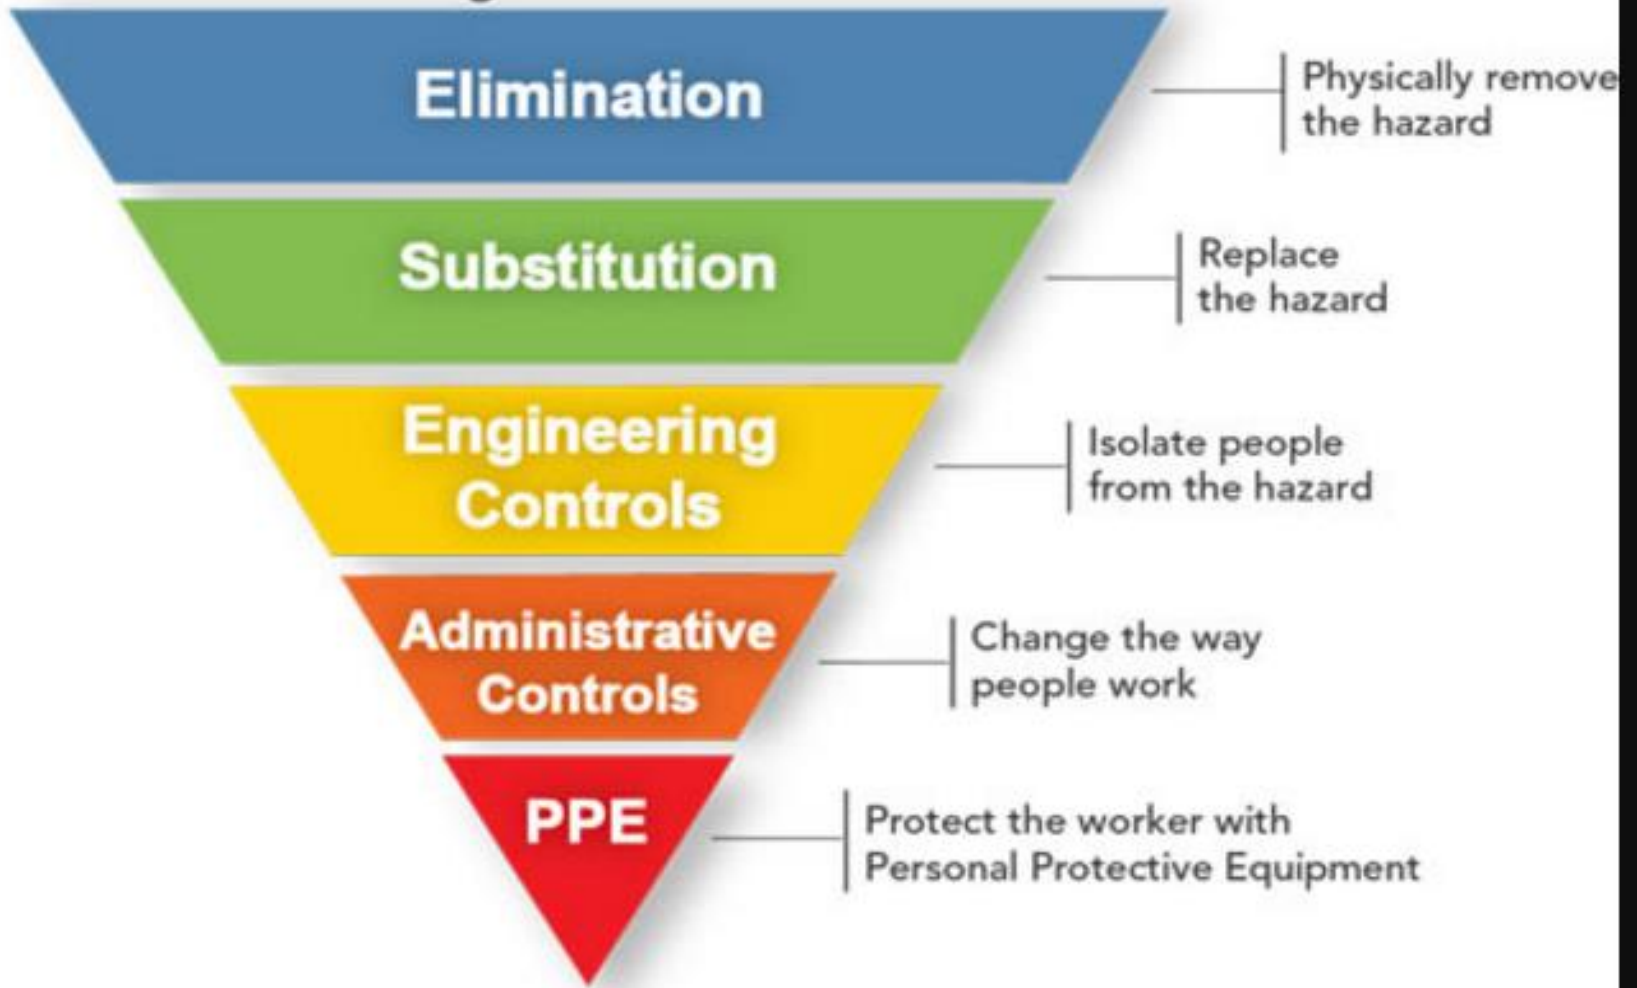 Elimination
Physically remove
the hazard
Substitution
Replace
the hazard
Engineering
Controls
Isolate people
from the hazard
Administrative
Controls
Change the way
people work
PPE
Protect the worker with
Personal Protective Equipment